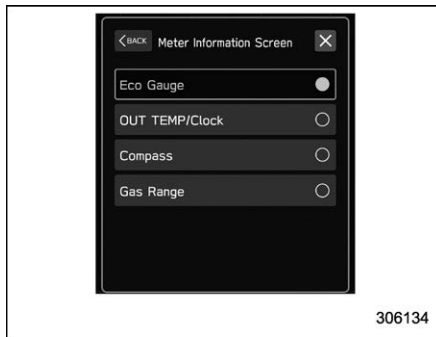 BACK Meter Information Screen
Eco Gauge
OUT TEMP/Clock
Compass
Gas Range
306134